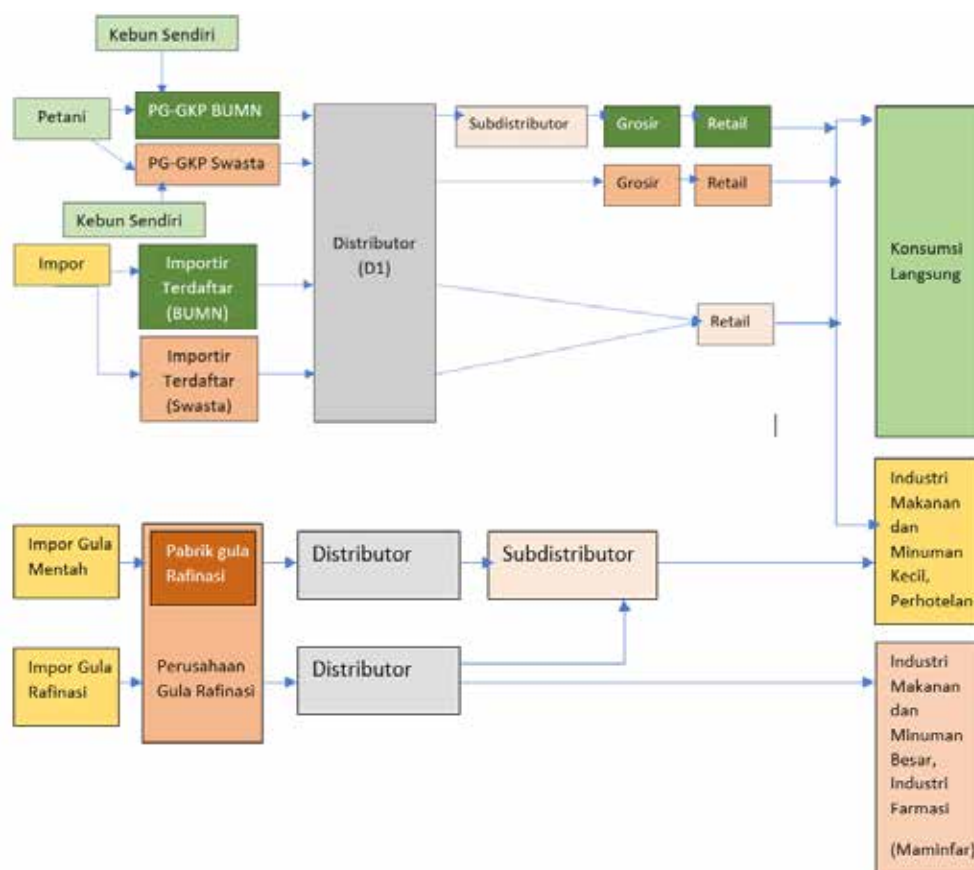 Kebun Sendiri
Petani
PG-GKP BUMN
PG-GKP Swasta
Kebun Sendiri
Impor
Importir
Terdaftar
(BUMN)
Importir
Terdaftar
(Swasta)
Distributor
(D1)
Subdistributor
Grosir
Retail
Grosir
Retail
Retail
Konsumsi
Langsung
Impor Gula
Mentah
Pabrik gula
Rafinasi
Distributor
Subdistributor
Industri
Makanan
dan
Minuman
Kecil,
Perhotelan
Impor Gula
Rafinasi
Perusahaan
Gula Rafinasi
Distributor
Industri
Makanan
dan
Minuman
Besar,
Industri
Farmasi
(Maminfar)